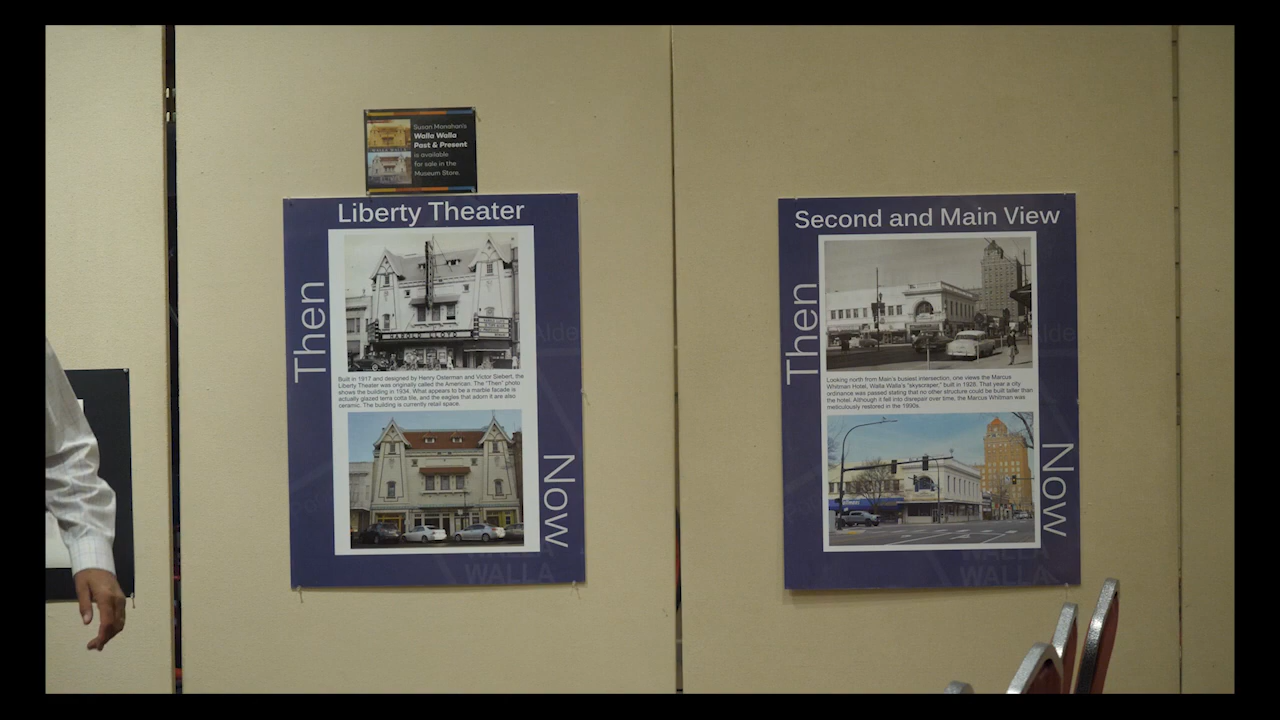 Susan Monahan's
Walla Walla
Past & Present
is available
for sale in the
Museum Store.
Liberty Theater
Then
HAROLD LLOYD
Built in 1917 and designed by Henry Osterman and Victor Siebert, the
Liberty Theater was originally called the American. The "Then" photo
shows the building in 1934. What appears to be a marble facade is
actually glazed terra cotta tile, and the eagles that adorn it are also
ceramic. The building is currently retail space.
Now
WALLA
WALLA
Second and Main View
Then
Looking north from Main's busiest intersection, one views the Marcus
Whitman Hotel, Walla Walla's "skyscraper," built in 1928. That year a city
ordinance was passed stating that no other structure could be built taller than
the hotel. Although it fell into disrepair over time, the Marcus Whitman was
meticulously restored in the 1990s.
Now
WALLA
WALLA